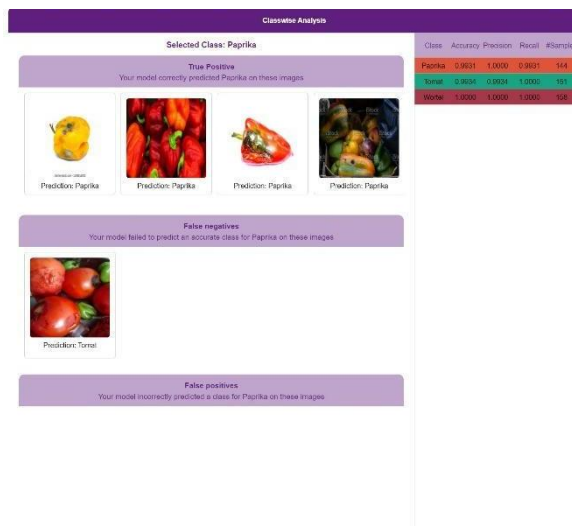 Classwise Analysis
Selected Class: Paprika
Class Accuracy Precision Recall #Sample
True Positive
Your model correctly predicted Paprika on these images
Paprika 0.9931 1.0000 0.9931 144
Tomat 0.9934 0.9934 1.0000 151
Wortel 1.0000 1.0000 1.0000 158
Prediction: Paprika
Prediction: Paprika
Prediction: Paprika
Prediction: Paprika
False negatives
Your model failed to predict an accurate class for Paprika on these images
Prediction: Tomat
False positives
Your model incorrectly predicted a class for Paprika on these images